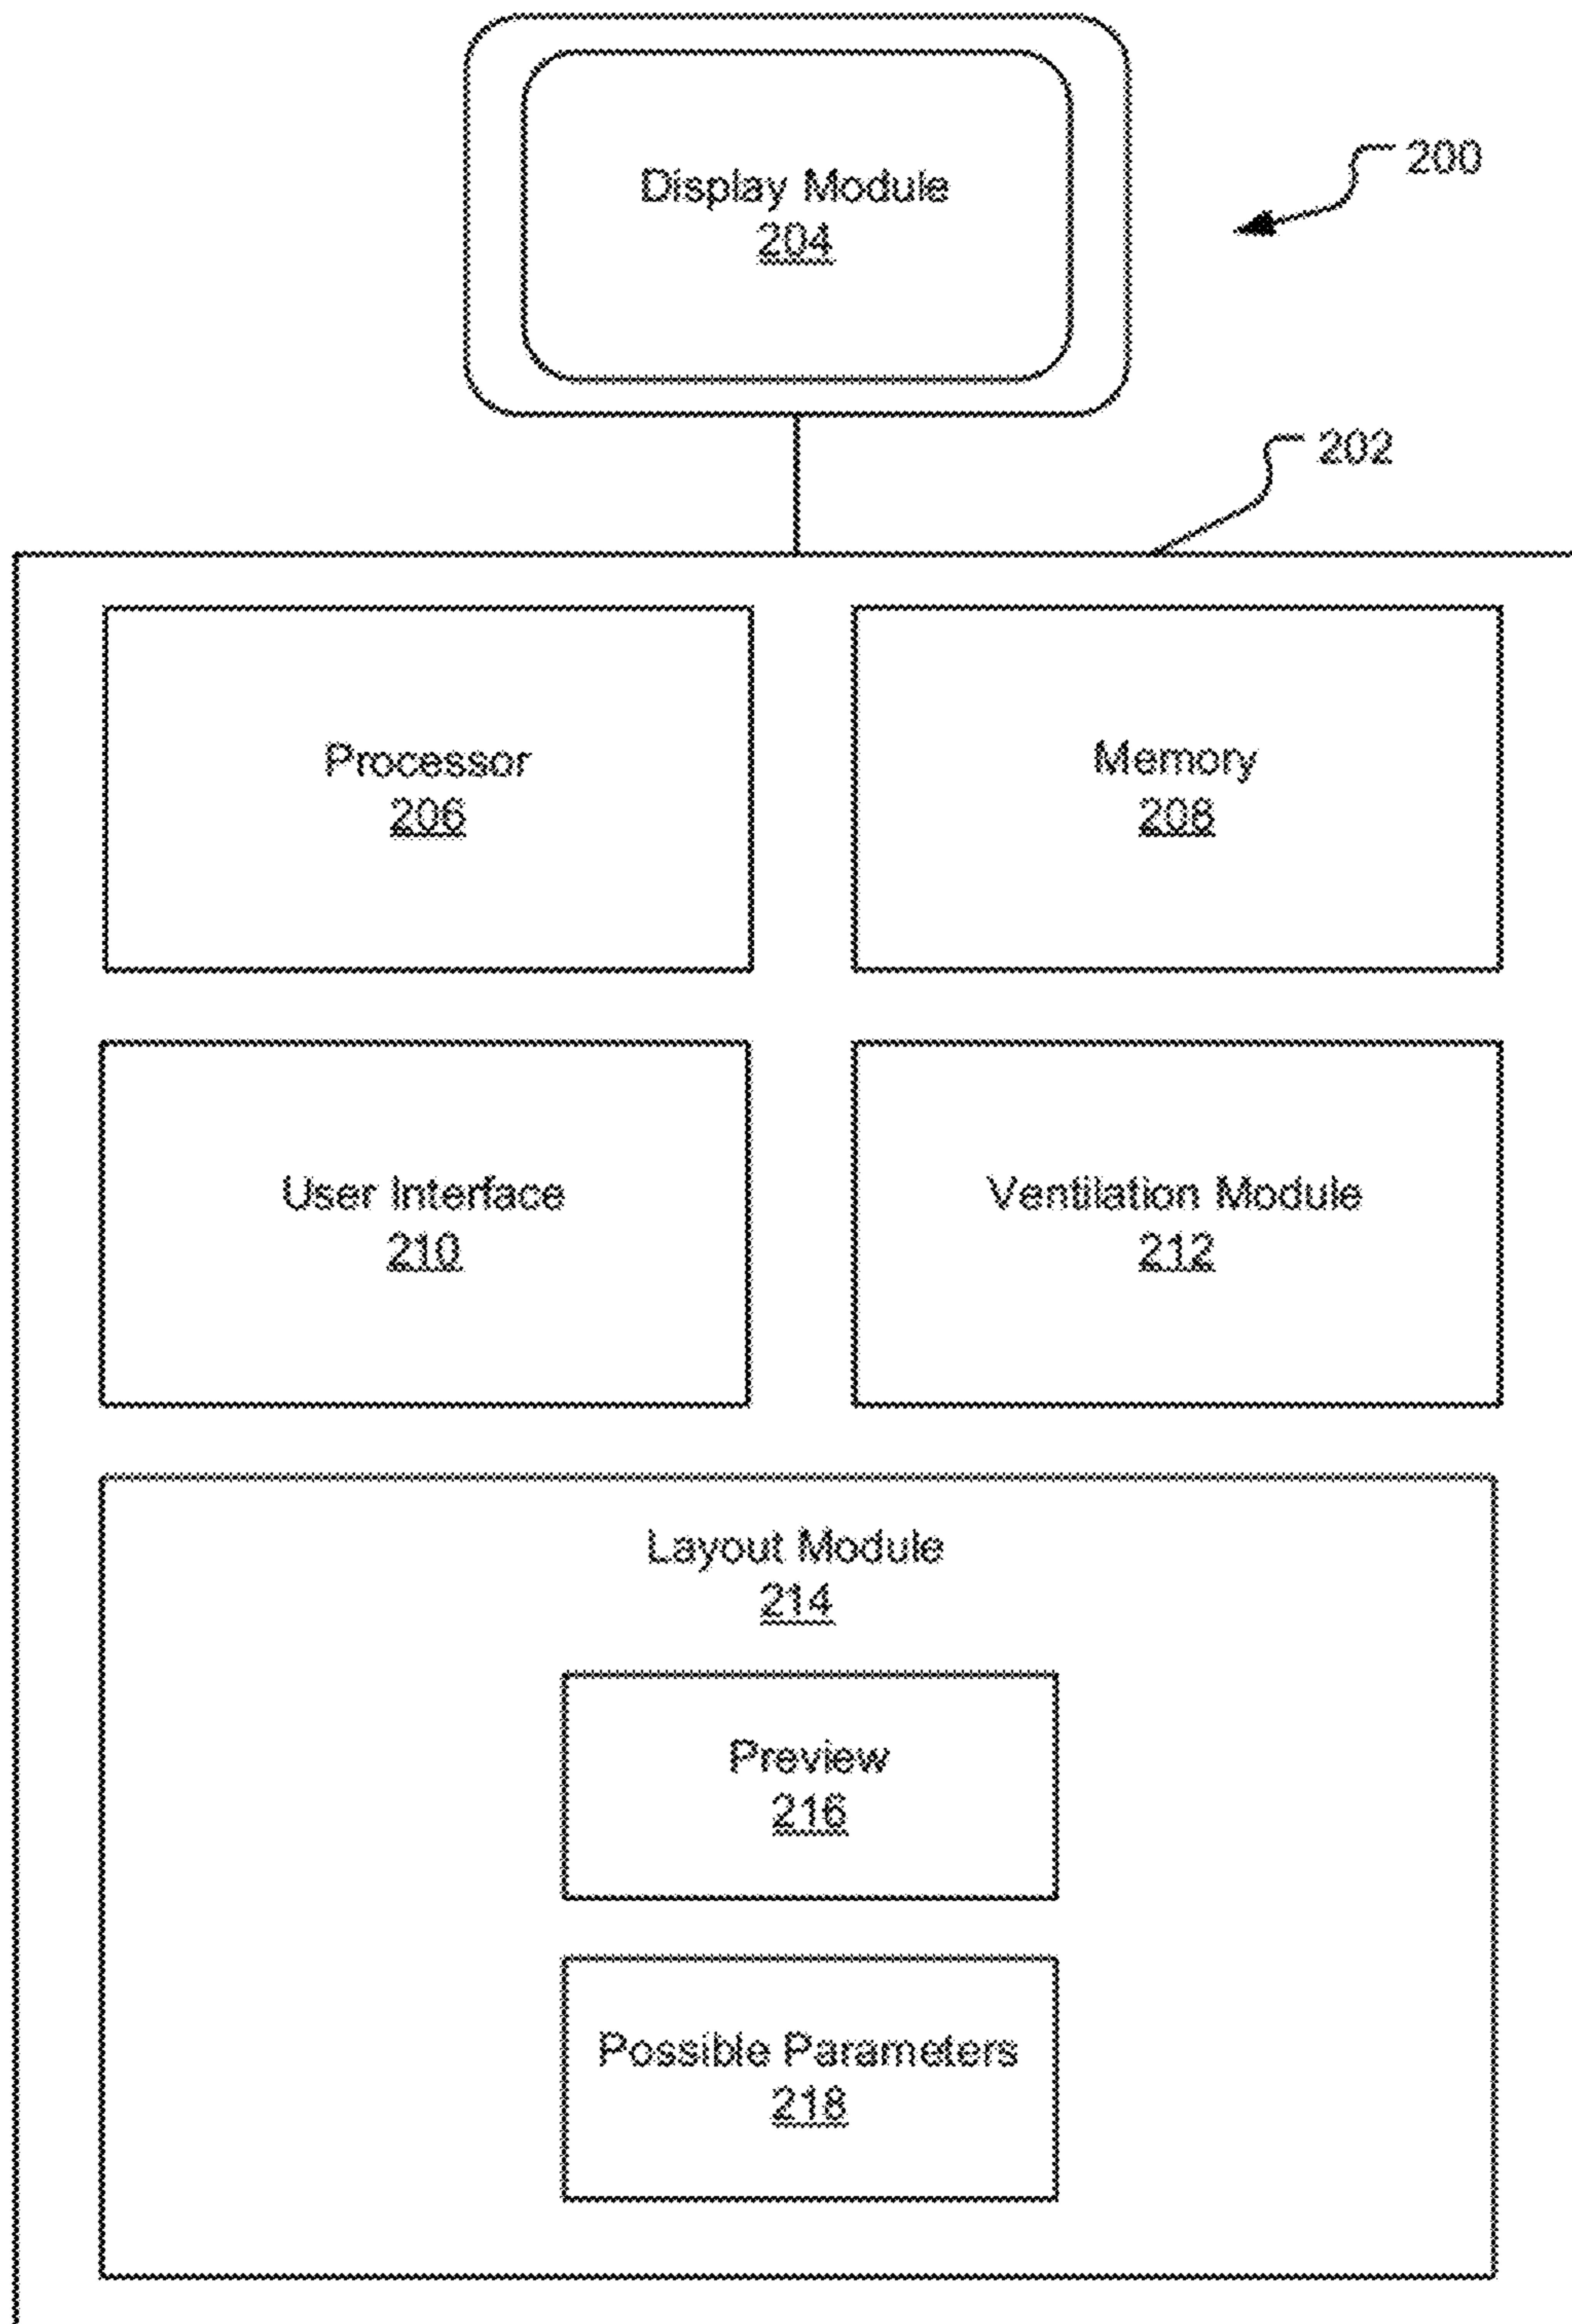 Display Module
204
200
202
Processor
206
Memory
208
User Interface
210
Ventilation Module
212
Layout Module
214
Preview
216
Possible Parameters
218